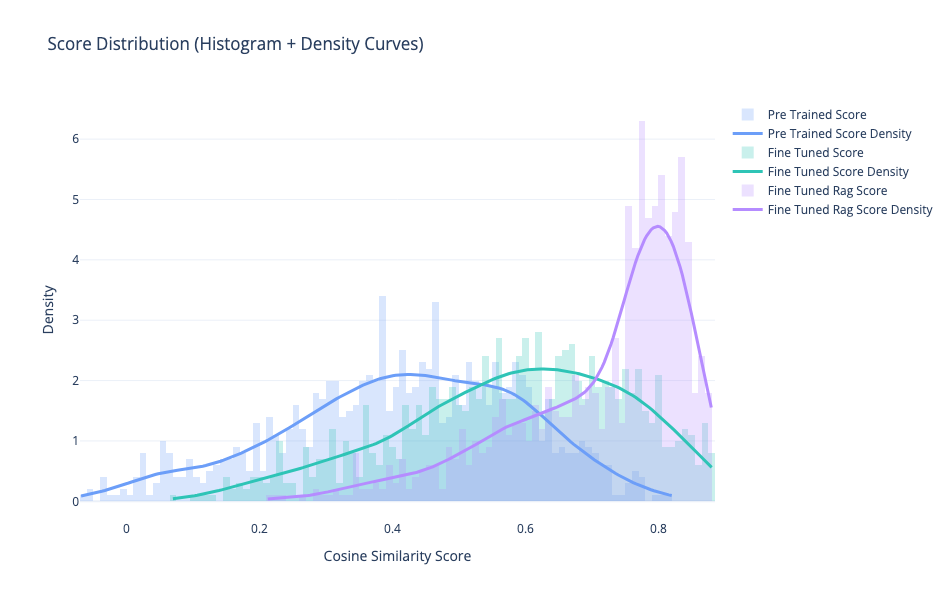 Score Distribution (Histogram + Density Curves)
Pre Trained Score
Pre Trained Score Density
Fine Tuned Score
Fine Tuned Score Density
Fine Tuned Rag Score
Fine Tuned Rag Score Density
6
5
4
3
2
1
0
Density
0 0.2 0.4 0.6 0.8
Cosine Similarity Score